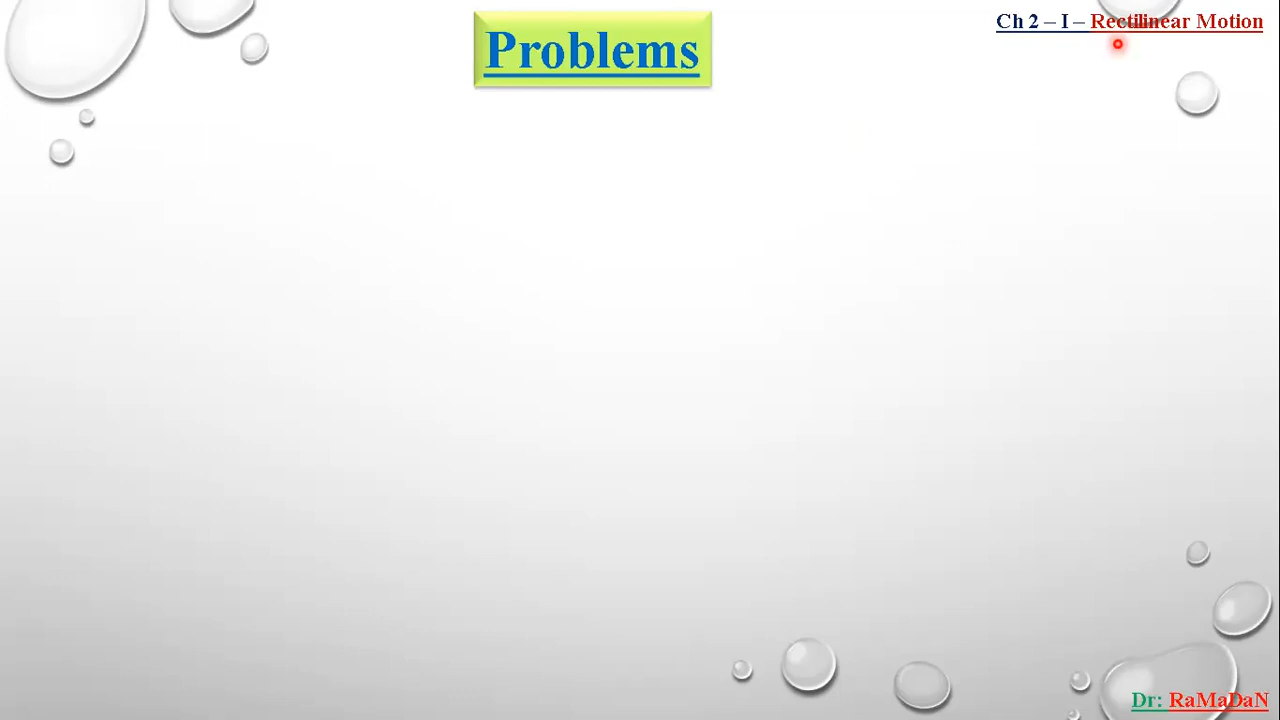 Ch 2 – I – Rectilinear Motion
Problems
Dr: RaMaDaN